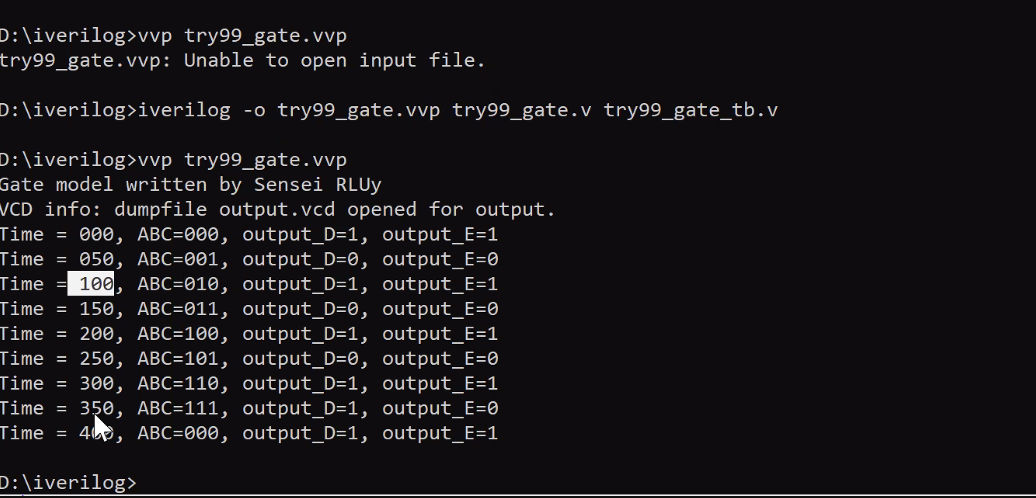 D:\iverilog>vvp try99_gate.vvp
try99_gate.vvp: Unable to open input file.
D:\iverilog>iverilog -o try99_gate.vvp try99_gate.v try99_gate_tb.v
D:\iverilog>vvp try99_gate.vvp
Gate model written by Sensei RLUy
VCD info: dumpfile output.vcd opened for output.
Time = 000, ABC=000, output_D=1, output_E=1
Time = 050, ABC=001, output_D=0, output_E=0
Time = 100, ABC=010, output_D=1, output_E=1
Time = 150, ABC=011, output_D=0, output_E=0
Time = 200, ABC=100, output_D=1, output_E=1
Time = 250, ABC=101, output_D=0, output_E=0
Time = 300, ABC=110, output_D=1, output_E=1
Time = 350, ABC=111, output_D=1, output_E=0
Time = 400, ABC=000, output_D=1, output_E=1
D:\iverilog>